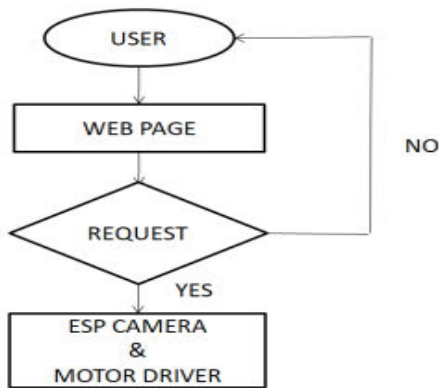 USER
WEB PAGE
NO
REQUEST
YES
ESP CAMERA
&
MOTOR DRIVER